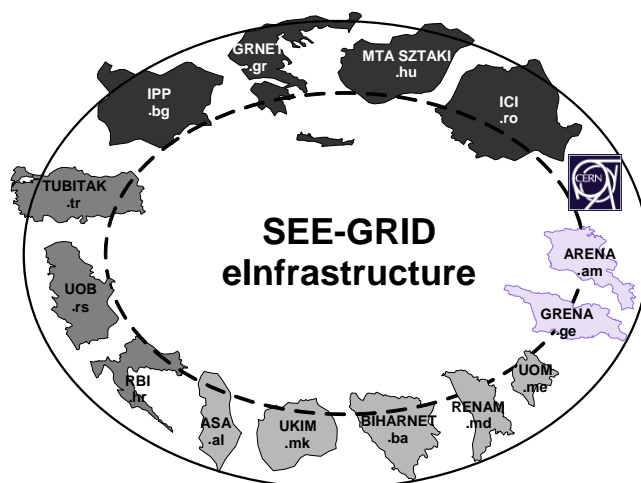 GRNET
.gr
MTA SZTAKI
.hu
IPP
.bg
ICI
.ro
CERN
TUBITAK
.tr
SEE-GRID
eInfrastructure
ARENA
.am
UOB
.rs
GRENA
.ge
RBI
.hr
UOM
.me
ASA
.al
UKIM
.mk
BIHARNET
.ba
RENAM
.md